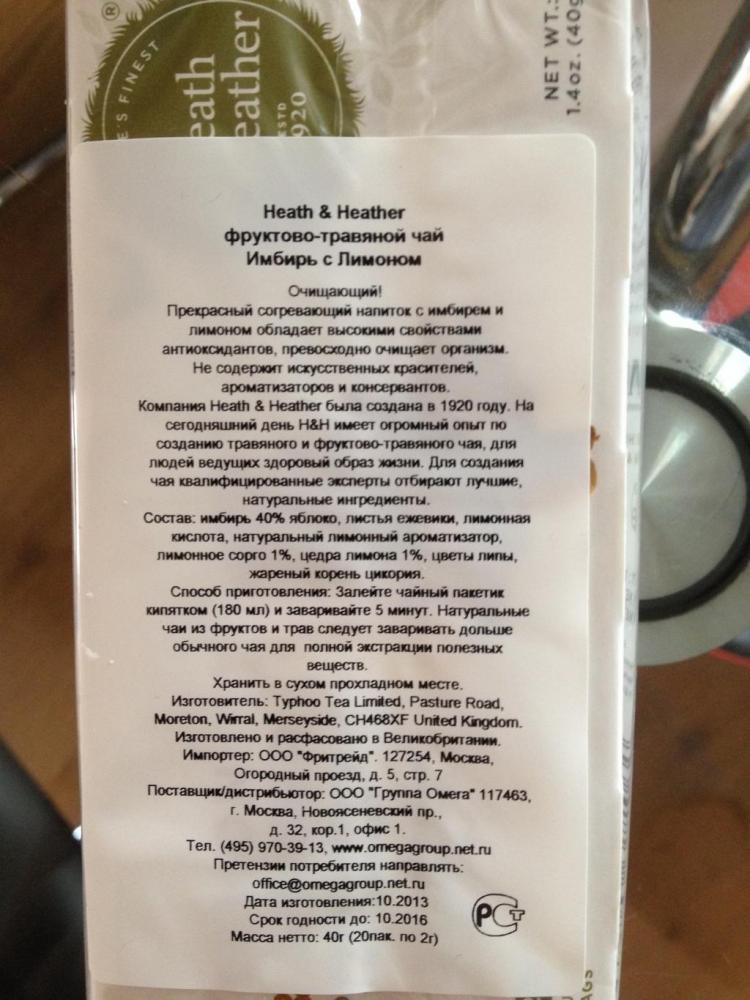 ®
E'S FINEST
eath
eather
ESTD
1920
NET WT.:
1.4oz. (40g
Heath & Heather
фруктово-травяной чай
Имбирь с Лимоном
Очищающий!
Прекрасный согревающий напиток с имбирем и
лимоном обладает высокими свойствами
антиоксидантов, превосходно очищает организм.
Не содержит искусственных красителей,
ароматизаторов и консервантов.
Компания Heath & Heather была создана в 1920 году. На
сегодняшний день H&H имеет огромный опыт по
созданию травяного и фруктово-травяного чая, для
людей ведущих здоровый образ жизни. Для создания
чая квалифицированные эксперты отбирают лучшие,
натуральные ингредиенты.
Состав: имбирь 40% яблоко, листья ежевики, лимонная
кислота, натуральный лимонный ароматизатор,
лимонное сорго 1%, цедра лимона 1%, цветы липы,
жареный корень цикория.
Способ приготовления: Залейте чайный пакетик
кипятком (180 мл) и заваривайте 5 минут. Натуральные
чаи из фруктов и трав следует заваривать дольше
обычного чая для полной экстракции полезных
веществ.
Хранить в сухом прохладном месте.
Изготовитель: Typhoo Tea Limited, Pasture Road,
Moreton, Wirral, Merseyside, CH468XF United Kingdom.
Изготовлено и расфасовано в Великобритании.
Импортер: ООО "Фритрейд". 127254, Москва,
Огородный проезд, д. 5, стр. 7
Поставщик/дистрибьютор: ООО "Группа Омега" 117463,
г. Москва, Новоясеневский пр.,
д. 32, кор.1, офис 1.
Тел. (495) 970-39-13, www.omegagroup.net.ru
Претензии потребителя направлять:
office@omegagroup.net.ru
Дата изготовления:10.2013
Срок годности до: 10.2016
Масса нетто: 40г (20пак. по 2г)
РСТ
AGS